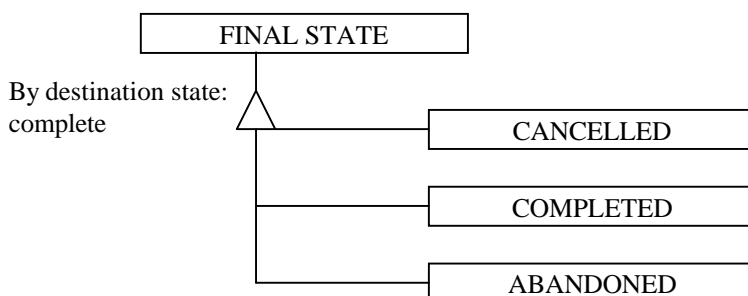 FINAL STATE
By destination state:
complete
CANCELLED
COMPLETED
ABANDONED